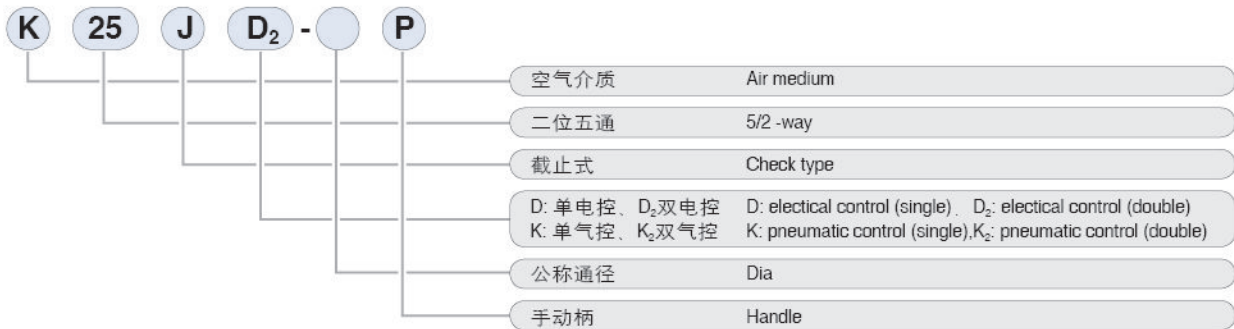 K 25 J D₂ - P
空气介质 Air medium
二位五通 5/2 -way
截止式 Check type
D: 单电控、D₂双电控 D: electical control (single)、D₂: electical control (double)
K: 单气控、K₂双气控 K: pneumatic control (single),K₂: pneumatic control (double)
公称通径 Dia
手动柄 Handle